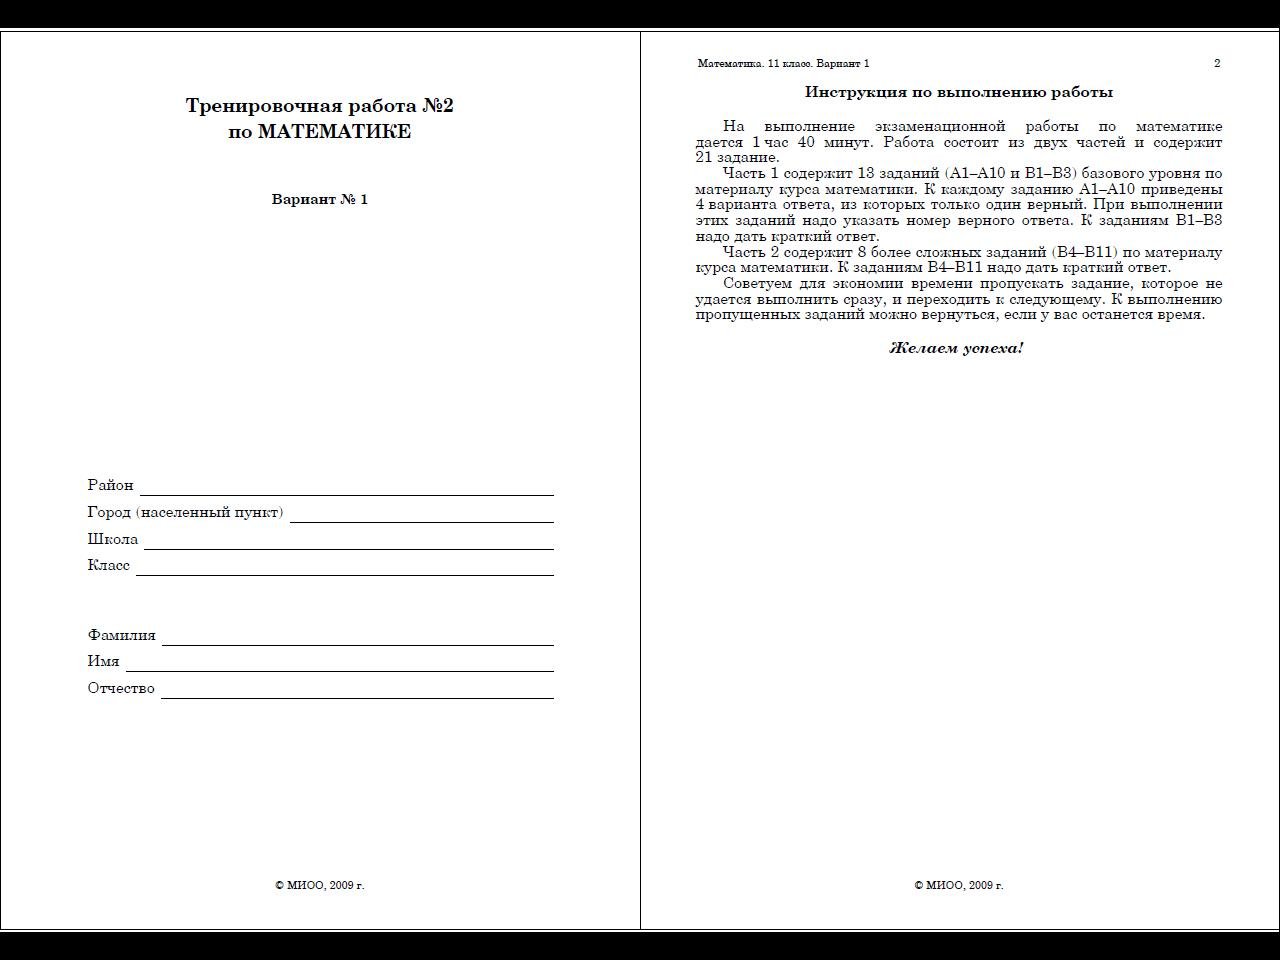 Тренировочная работа №2
по МАТЕМАТИКЕ
Вариант № 1
Район
Город (населенный пункт)
Школа
Класс
Фамилия
Имя
Отчество
© МИОО, 2009 г.
Математика. 11 класс. Вариант 1 2
Инструкция по выполнению работы
На выполнение экзаменационной работы по математике
дается 1 час 40 минут. Работа состоит из двух частей и содержит
21 задание.
Часть 1 содержит 13 заданий (А1–А10 и В1–В3) базового уровня по
материалу курса математики. К каждому заданию А1–А10 приведены
4 варианта ответа, из которых только один верный. При выполнении
этих заданий надо указать номер верного ответа. К заданиям В1–В3
надо дать краткий ответ.
Часть 2 содержит 8 более сложных заданий (В4–В11) по материалу
курса математики. К заданиям В4–В11 надо дать краткий ответ.
Советуем для экономии времени пропускать задание, которое не
удается выполнить сразу, и переходить к следующему. К выполнению
пропущенных заданий можно вернуться, если у вас останется время.
Желаем успеха!
© МИОО, 2009 г.